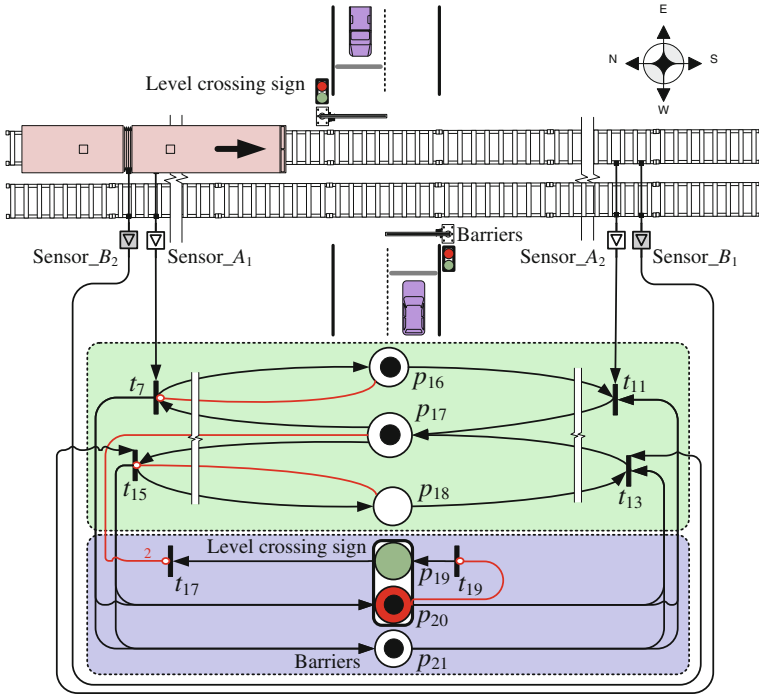 E
N
S
W
Level crossing sign
Barriers
Sensor_B₂
Sensor_A₁
Sensor_A₂
Sensor_B₁
t₇
p₁₆
t₁₁
p₁₇
t₁₅
p₁₈
t₁₃
2
Level crossing sign
t₁₇
p₁₉
t₁₉
p₂₀
Barriers
p₂₁